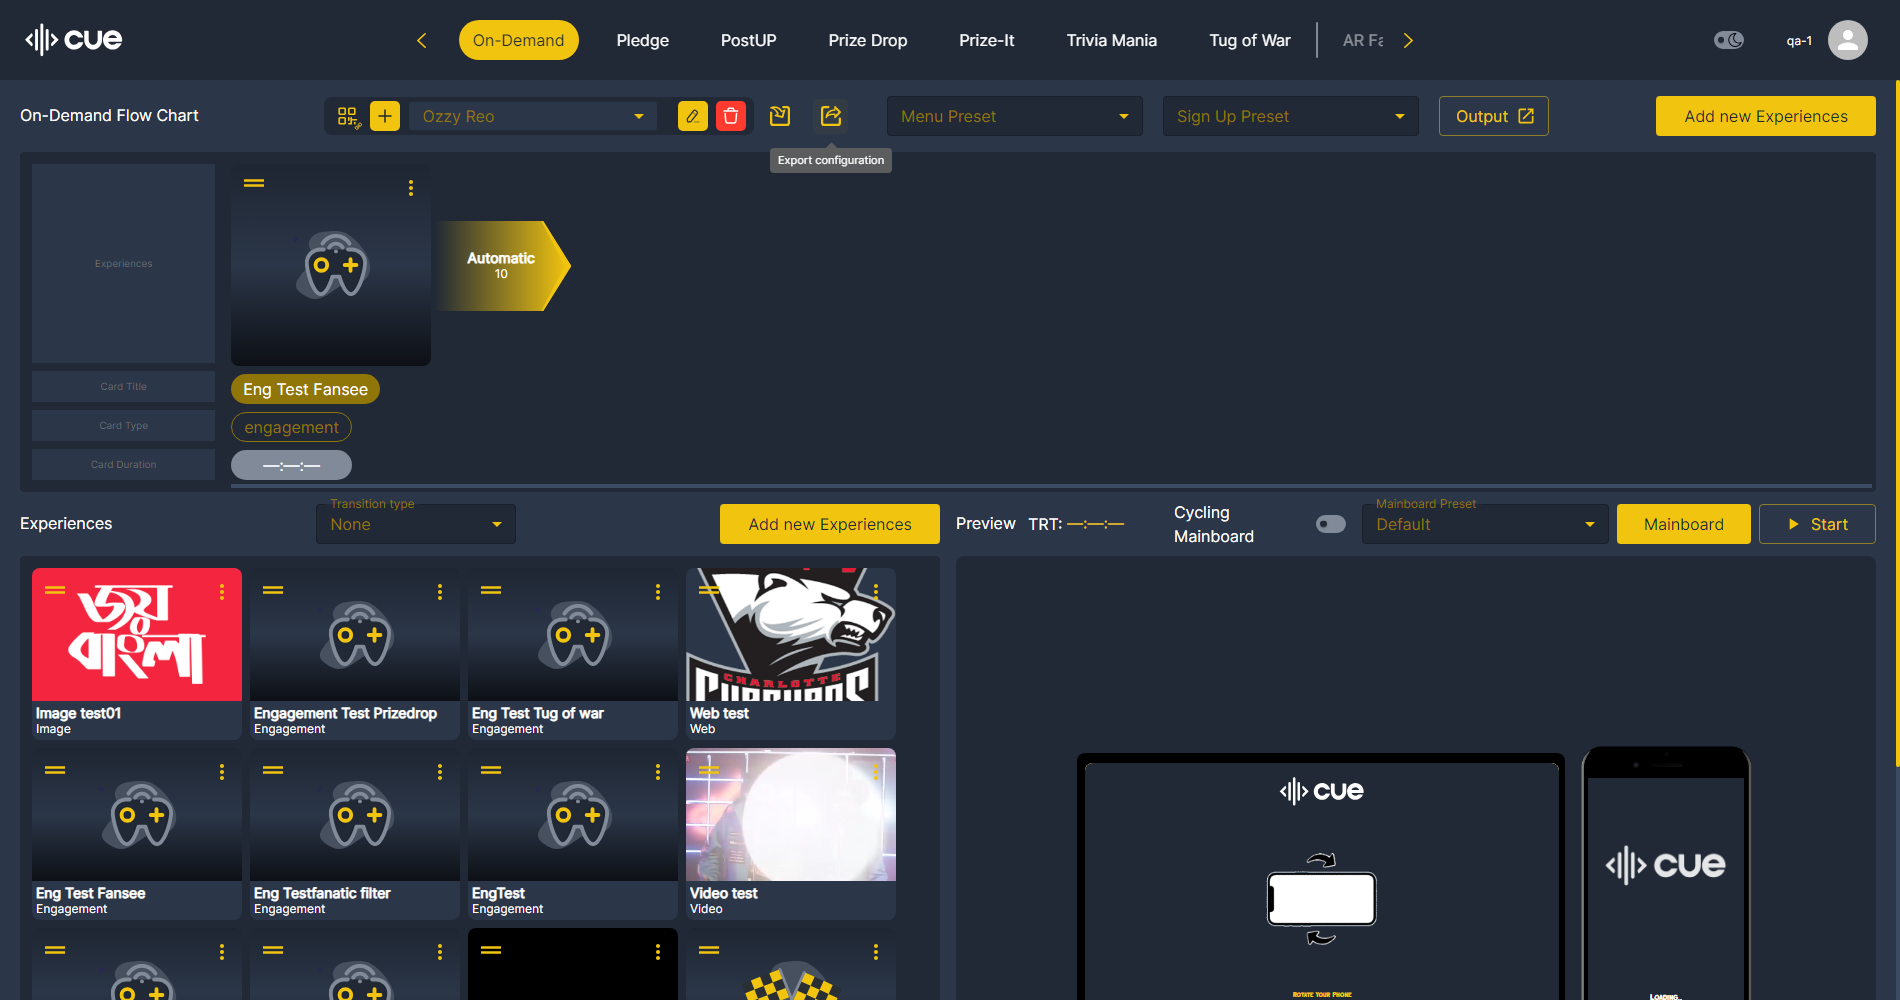 cue
On-Demand
Pledge
PostUP
Prize Drop
Prize-It
Trivia Mania
Tug of War
AR Fa
qa-1
On-Demand Flow Chart
Ozzy Reo
Menu Preset
Sign Up Preset
Output
Add new Experiences
Export configuration
Experiences
Automatic
10
Card Title
Eng Test Fansee
Card Type
engagement
Card Duration
—:—:—
Experiences
Transition type
None
Add new Experiences
Preview
TRT: —:—:—
Cycling
Mainboard
Mainboard Preset
Default
Mainboard
Start
জয়
বাংলা
CHARLOTTE
Image test01
Image
Engagement Test Prizedrop
Engagement
Eng Test Tug of war
Engagement
Web test
Web
Eng Test Fansee
Engagement
Eng Testfanatic filter
Engagement
EngTest
Engagement
Video test
Video
cue
Rotate Your Phone
cue
Loading...